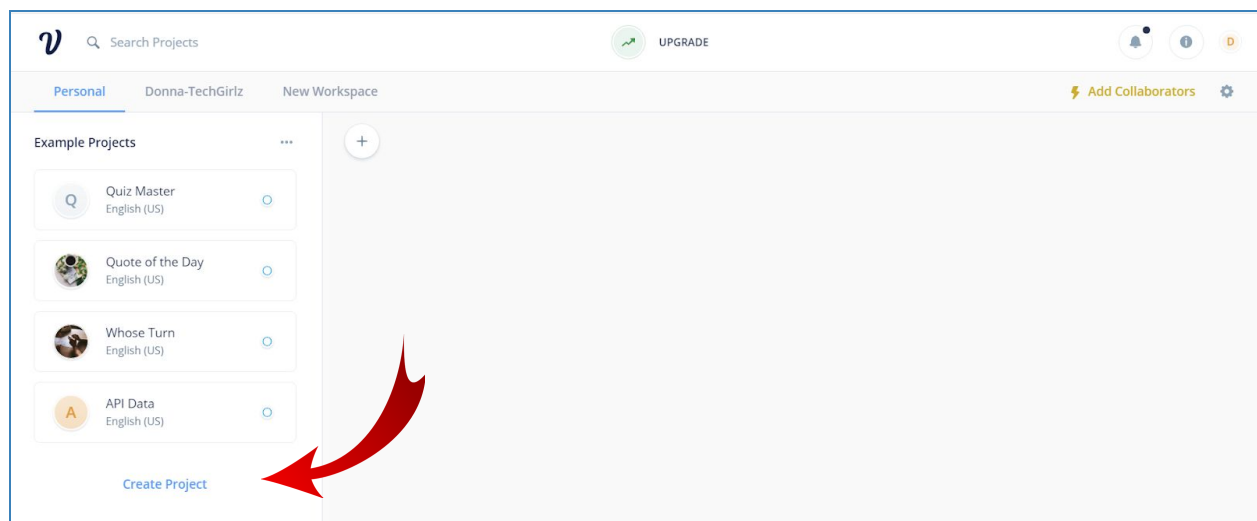 Search Projects
UPGRADE
D
Personal
Donna-TechGirlz
New Workspace
Add Collaborators
Example Projects
Q
Quiz Master
English (US)
Quote of the Day
English (US)
Whose Turn
English (US)
A
API Data
English (US)
Create Project